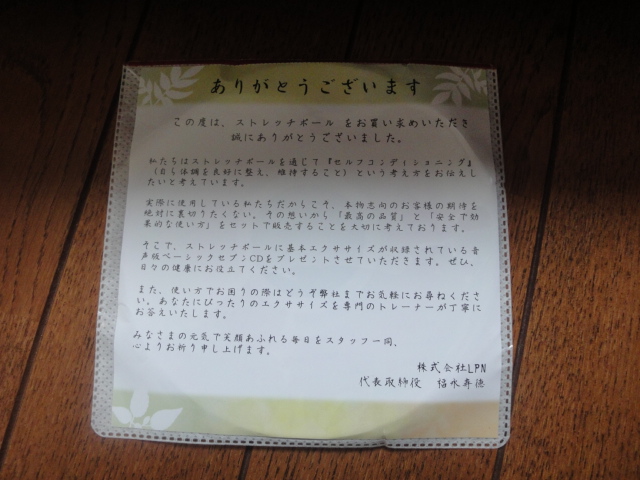 ありがとうございます
この度は、ストレッチポール をお買い求めいただき
誠にありがとうございました。
私たちはストレッチポールを通じて『セルフコンディショニング』
（自ら体調を良好に整え、維持すること）という考え方をお伝えし
たいと考えています。
実際に使用している私たちだからこそ、本物志向のお客様の期待を
絶対に裏切りたくない。その想いから「最高の品質」と「安全で効
果的な使い方」をセットで販売することを大切に考えております。
そこで、ストレッチポールに基本エクササイズが収録されている音
声版ベーシックセブンCDをプレゼントさせていただきます。ぜひ、
日々の健康にお役立てください。
また、使い方でお困りの際はどうぞ弊社までお気軽にお尋ねくださ
い。あなたにぴったりのエクササイズを専門のトレーナーが丁寧に
お答えいたします。
みなさまの元気で笑顔あふれる毎日をスタッフ一同、
心よりお祈り申し上げます。
株式会社LPN
代表取締役 福永寿徳